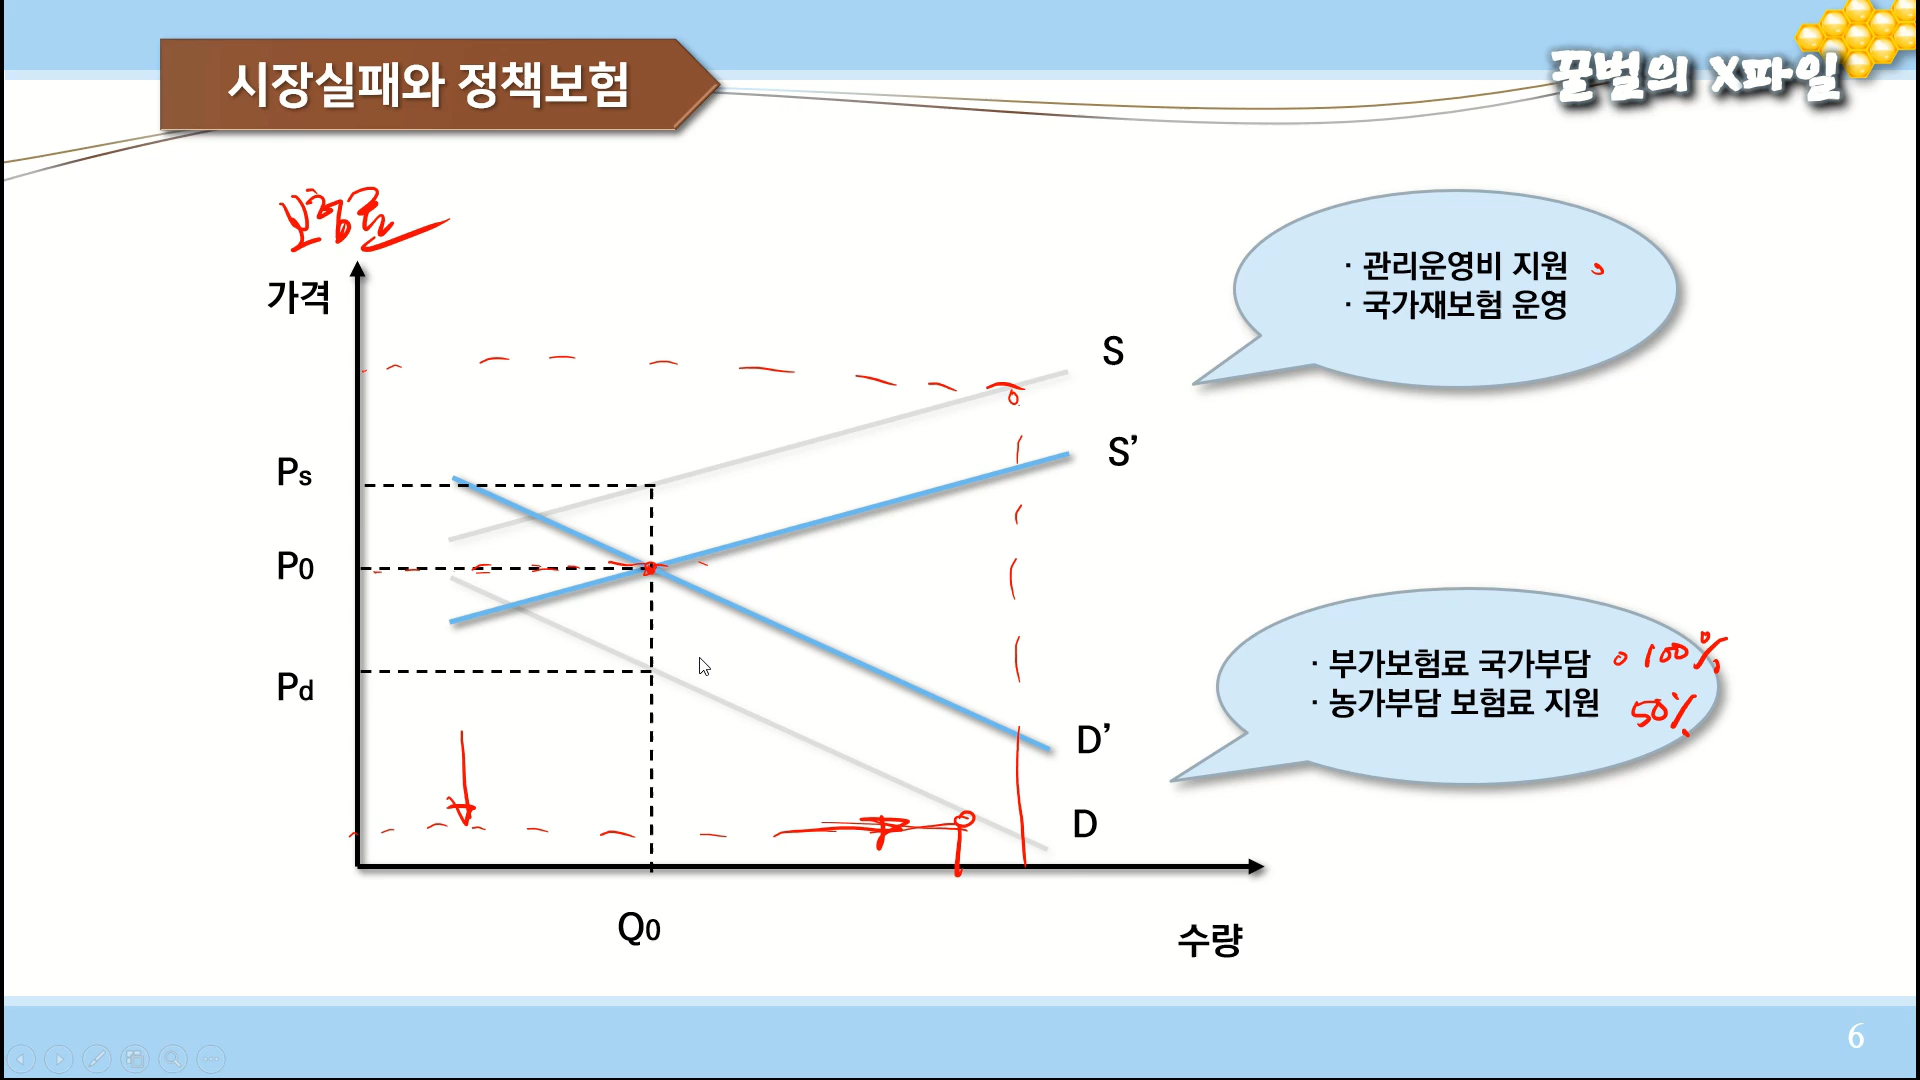 시장실패와 정책보험
꿀벌의 X파일
보험료
가격
· 관리운영비 지원
· 국가재보험 운영
S
S’
Ps
P0
Pd
· 부가보험료 국가부담 100%
· 농가부담 보험료 지원 50%
D’
D
Q0
수량
6